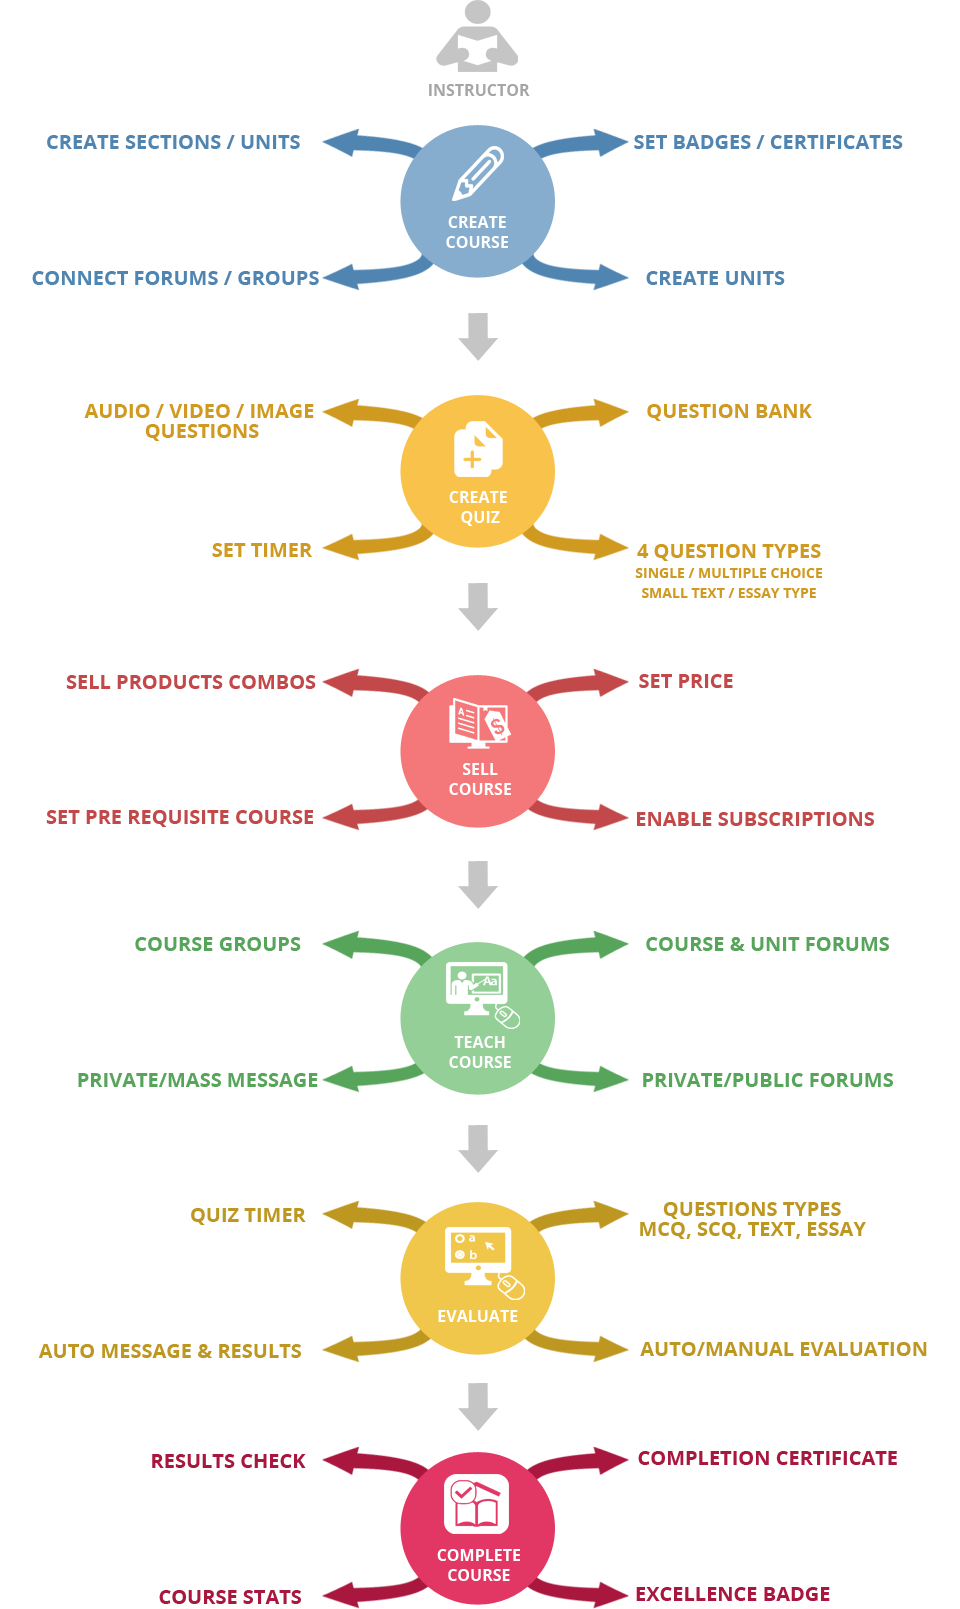 INSTRUCTOR
CREATE SECTIONS / UNITS
SET BADGES / CERTIFICATES
CREATE
COURSE
CONNECT FORUMS / GROUPS
CREATE UNITS
AUDIO / VIDEO / IMAGE
QUESTIONS
QUESTION BANK
CREATE
QUIZ
SET TIMER
4 QUESTION TYPES
SINGLE / MULTIPLE CHOICE
SMALL TEXT / ESSAY TYPE
SELL PRODUCTS COMBOS
SET PRICE
A
$
SELL
COURSE
SET PRE REQUISITE COURSE
ENABLE SUBSCRIPTIONS
COURSE GROUPS
COURSE & UNIT FORUMS
Aa
TEACH
COURSE
PRIVATE/MASS MESSAGE
PRIVATE/PUBLIC FORUMS
QUIZ TIMER
QUESTIONS TYPES
MCQ, SCQ, TEXT, ESSAY
a
b
EVALUATE
AUTO MESSAGE & RESULTS
AUTO/MANUAL EVALUATION
RESULTS CHECK
COMPLETION CERTIFICATE
COMPLETE
COURSE
COURSE STATS
EXCELLENCE BADGE